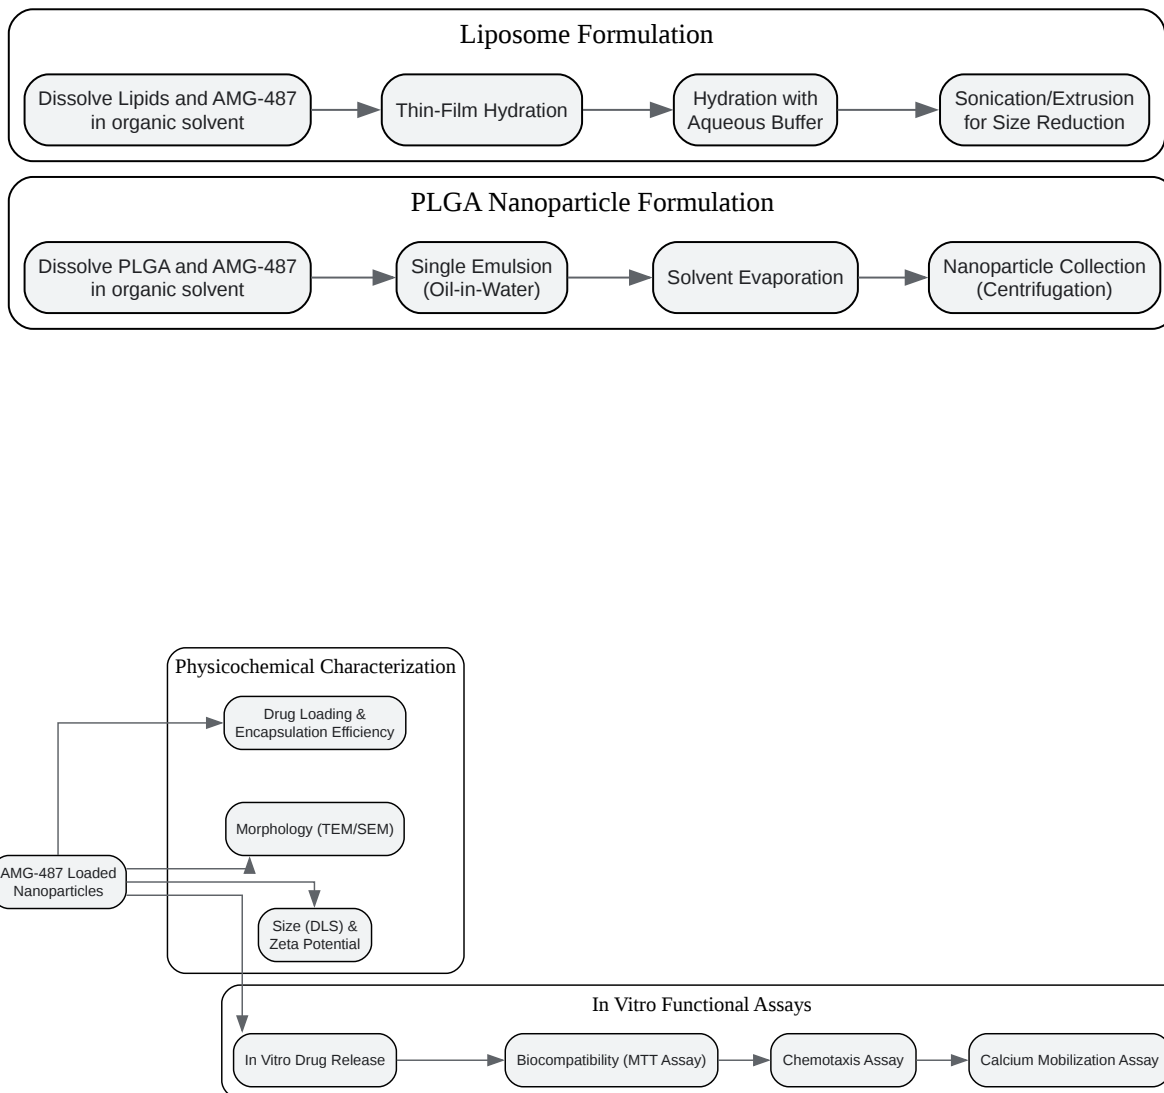 Liposome Formulation
Dissolve Lipids and AMG-487
in organic solvent
Thin-Film Hydration
Hydration with
Aqueous Buffer
Sonication/Extrusion
for Size Reduction
PLGA Nanoparticle Formulation
Dissolve PLGA and AMG-487
in organic solvent
Single Emulsion
(Oil-in-Water)
Solvent Evaporation
Nanoparticle Collection
(Centrifugation)
Physicochemical Characterization
Drug Loading &
Encapsulation Efficiency
Morphology (TEM/SEM)
AMG-487 Loaded
Nanoparticles
Size (DLS) &
Zeta Potential
In Vitro Functional Assays
In Vitro Drug Release
Biocompatibility (MTT Assay)
Chemotaxis Assay
Calcium Mobilization Assay